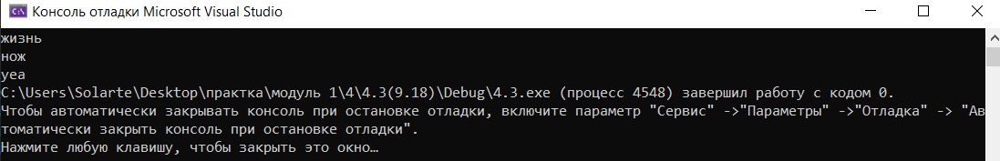 Консоль отладки Microsoft Visual Studio
жизнь
нож
yea
C:\Users\Solarte\Desktop\практка\модуль 1\4\4.3(9.18)\Debug\4.3.exe (процесс 4548) завершил работу с кодом 0.
Чтобы автоматически закрывать консоль при остановке отладки, включите параметр "Сервис" ->"Параметры" ->"Отладка" -> "Ав
томатически закрыть консоль при остановке отладки".
Нажмите любую клавишу, чтобы закрыть это окно…